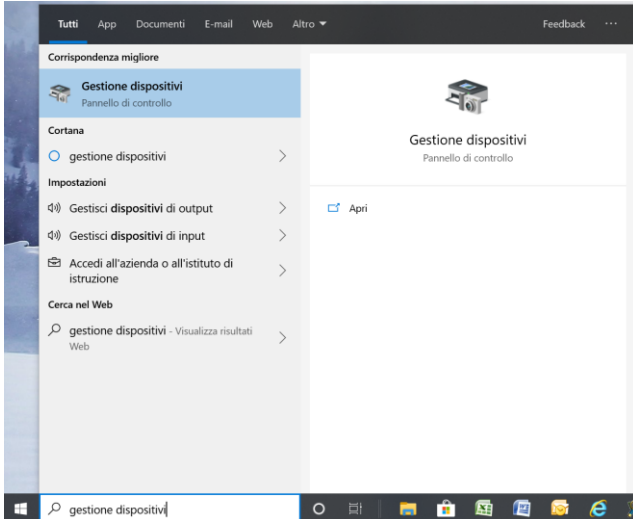 Tutti App Documenti E-mail Web Altro Feedback ...
Corrispondenza migliore
Gestione dispositivi
Pannello di controllo
Cortana
gestione dispositivi
Impostazioni
Gestisci dispositivi di output
Gestisci dispositivi di input
Accedi all'azienda o all'istituto di
istruzione
Cerca nel Web
gestione dispositivi - Visualizza risultati
Web
Gestione dispositivi
Pannello di controllo
Apri
gestione dispositivi